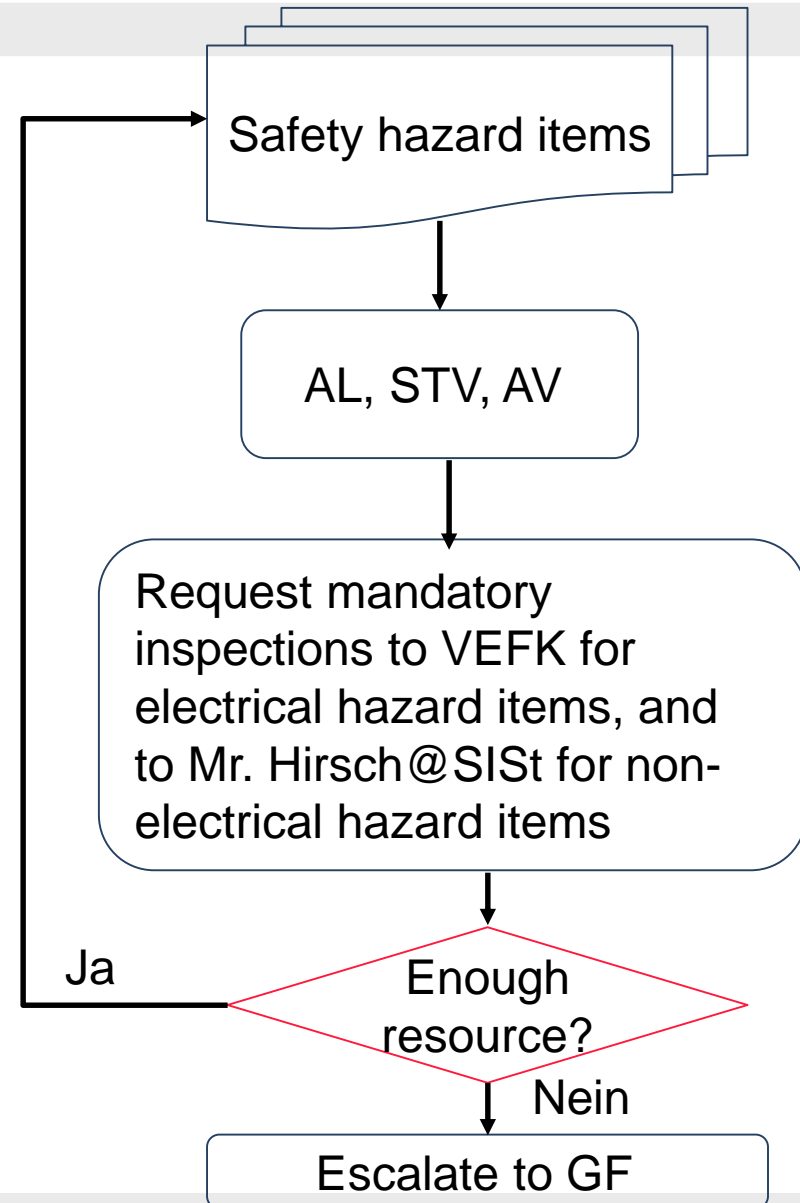 Safety hazard items
AL, STV, AV
Request mandatory
inspections to VEFK for
electrical hazard items, and
to Mr. Hirsch@SISt for non-
electrical hazard items
Ja
Enough
resource?
Nein
Escalate to GF